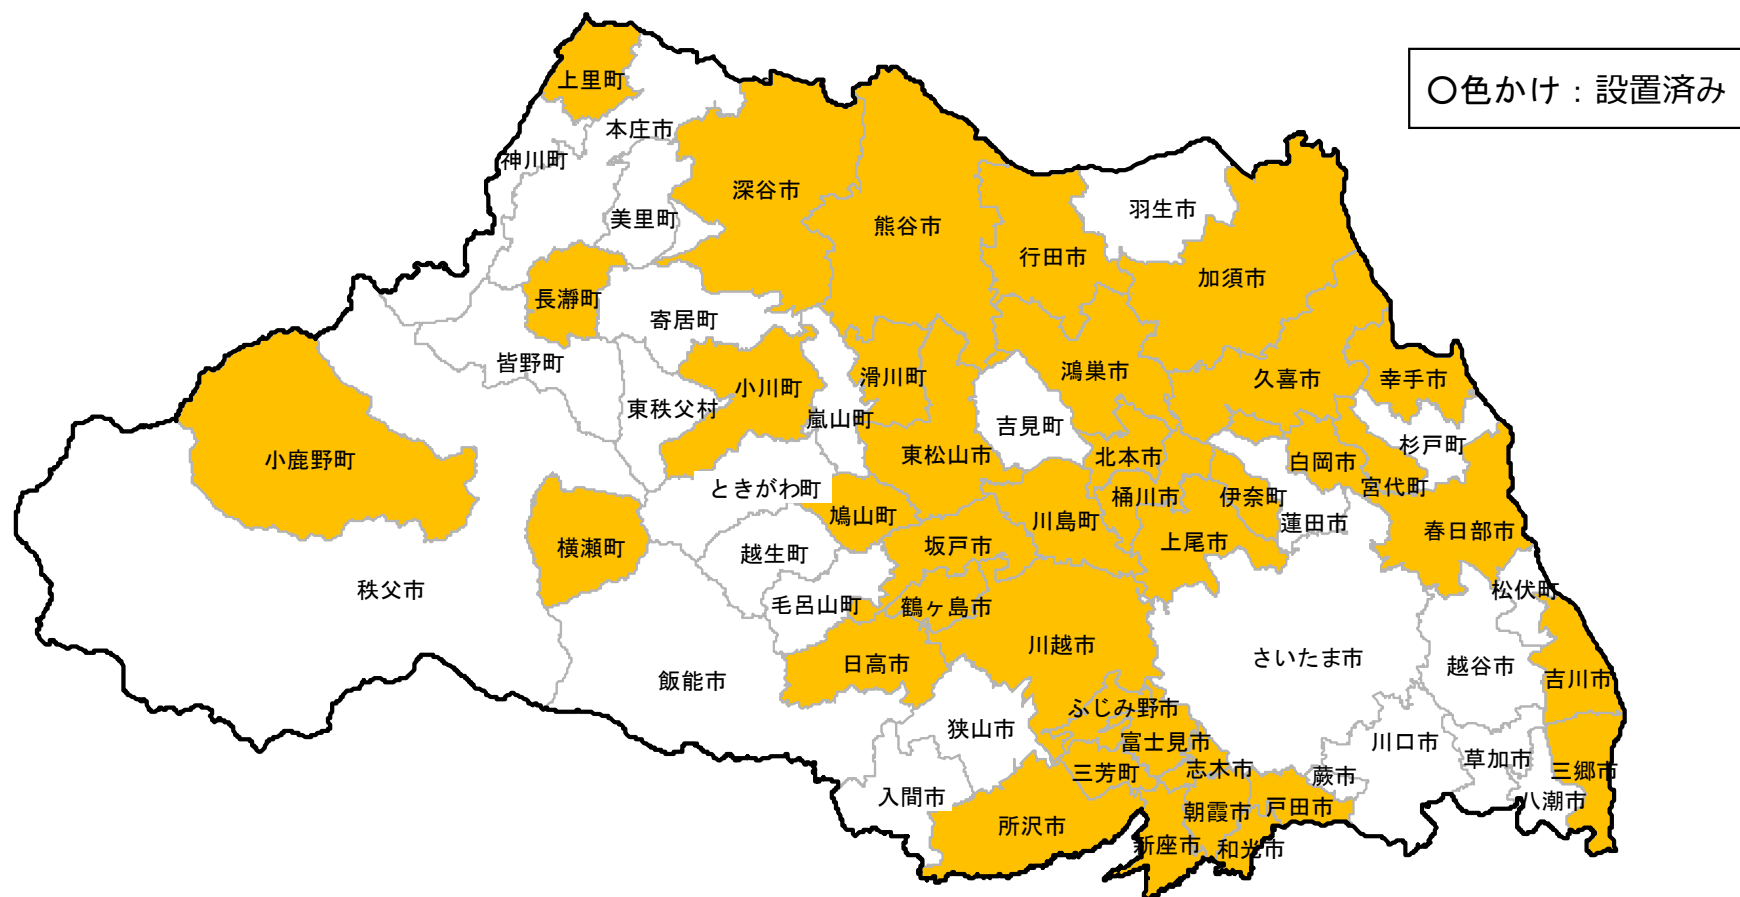 〇色かけ：設置済み
上里町
本庄市
神川町
深谷市
美里町
羽生市
熊谷市
行田市
加須市
長瀞町
寄居町
皆野町
鴻巣市
滑川町
久喜市
幸手市
小川町
東秩父村
嵐山町
吉見町
杉戸町
小鹿野町
東松山市
北本市
白岡市
ときがわ町
宮代町
桶川市
伊奈町
鳩山町
川島町
蓮田市
春日部市
横瀬町
越生町
坂戸市
上尾市
秩父市
松伏町
毛呂山町
鶴ヶ島市
川越市
さいたま市
日高市
越谷市
飯能市
吉川市
ふじみ野市
狭山市
富士見市
川口市
草加市
三芳町
志木市
蕨市
三郷市
入間市
八潮市
朝霞市
戸田市
所沢市
新座市
和光市